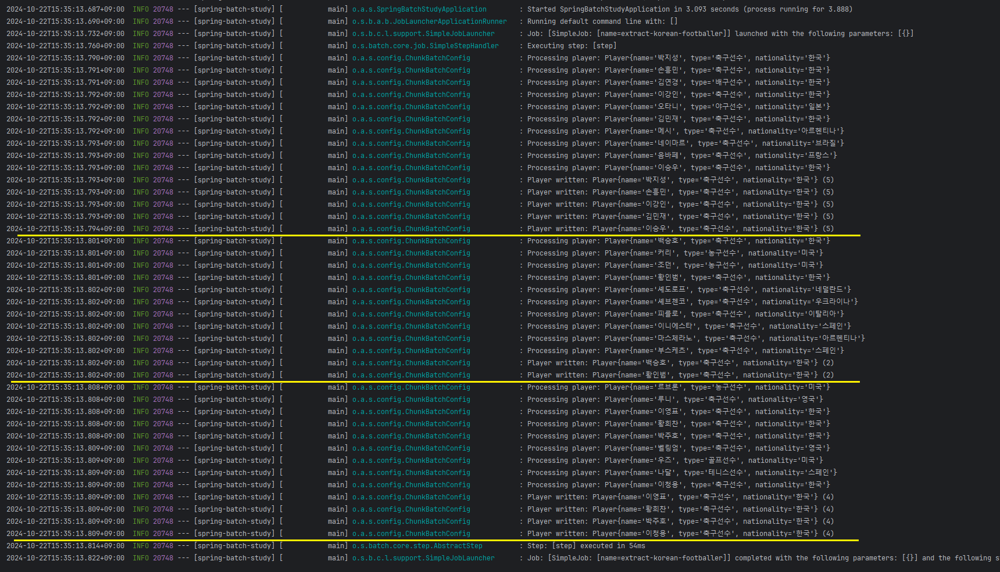 2024-10-22T15:35:13.687+09:00  INFO 20748 --- [spring-batch-study] [           main] o.a.s.SpringBatchStudyApplication        : Started SpringBatchStudyApplication in 3.093 seconds (process running for 3.888)
2024-10-22T15:35:13.690+09:00  INFO 20748 --- [spring-batch-study] [           main] o.s.b.a.b.JobLauncherApplicationRunner   : Running default command line with: []
2024-10-22T15:35:13.732+09:00  INFO 20748 --- [spring-batch-study] [           main] o.s.b.c.l.support.SimpleJobLauncher      : Job: [SimpleJob: [name=extract-korean-footballer]] launched with the following parameters: [{}]
2024-10-22T15:35:13.760+09:00  INFO 20748 --- [spring-batch-study] [           main] o.s.batch.core.job.SimpleStepHandler     : Executing step: [step]
2024-10-22T15:35:13.790+09:00  INFO 20748 --- [spring-batch-study] [           main] o.a.s.config.ChunkBatchConfig            : Processing player: Player{name='박지성', type='축구선수', nationality='한국'}
2024-10-22T15:35:13.791+09:00  INFO 20748 --- [spring-batch-study] [           main] o.a.s.config.ChunkBatchConfig            : Processing player: Player{name='손흥민', type='축구선수', nationality='한국'}
2024-10-22T15:35:13.791+09:00  INFO 20748 --- [spring-batch-study] [           main] o.a.s.config.ChunkBatchConfig            : Processing player: Player{name='김연경', type='배구선수', nationality='한국'}
2024-10-22T15:35:13.792+09:00  INFO 20748 --- [spring-batch-study] [           main] o.a.s.config.ChunkBatchConfig            : Processing player: Player{name='이강인', type='축구선수', nationality='한국'}
2024-10-22T15:35:13.792+09:00  INFO 20748 --- [spring-batch-study] [           main] o.a.s.config.ChunkBatchConfig            : Processing player: Player{name='오타니', type='야구선수', nationality='일본'}
2024-10-22T15:35:13.792+09:00  INFO 20748 --- [spring-batch-study] [           main] o.a.s.config.ChunkBatchConfig            : Processing player: Player{name='김민재', type='축구선수', nationality='한국'}
2024-10-22T15:35:13.792+09:00  INFO 20748 --- [spring-batch-study] [           main] o.a.s.config.ChunkBatchConfig            : Processing player: Player{name='메시', type='축구선수', nationality='아르헨티나'}
2024-10-22T15:35:13.793+09:00  INFO 20748 --- [spring-batch-study] [           main] o.a.s.config.ChunkBatchConfig            : Processing player: Player{name='네이마르', type='축구선수', nationality='브라질'}
2024-10-22T15:35:13.793+09:00  INFO 20748 --- [spring-batch-study] [           main] o.a.s.config.ChunkBatchConfig            : Processing player: Player{name='음바페', type='축구선수', nationality='프랑스'}
2024-10-22T15:35:13.793+09:00  INFO 20748 --- [spring-batch-study] [           main] o.a.s.config.ChunkBatchConfig            : Processing player: Player{name='이승우', type='축구선수', nationality='한국'}
2024-10-22T15:35:13.793+09:00  INFO 20748 --- [spring-batch-study] [           main] o.a.s.config.ChunkBatchConfig            : Player written: Player{name='박지성', type='축구선수', nationality='한국'} (5)
2024-10-22T15:35:13.793+09:00  INFO 20748 --- [spring-batch-study] [           main] o.a.s.config.ChunkBatchConfig            : Player written: Player{name='손흥민', type='축구선수', nationality='한국'} (5)
2024-10-22T15:35:13.793+09:00  INFO 20748 --- [spring-batch-study] [           main] o.a.s.config.ChunkBatchConfig            : Player written: Player{name='이강인', type='축구선수', nationality='한국'} (5)
2024-10-22T15:35:13.793+09:00  INFO 20748 --- [spring-batch-study] [           main] o.a.s.config.ChunkBatchConfig            : Player written: Player{name='김민재', type='축구선수', nationality='한국'} (5)
2024-10-22T15:35:13.794+09:00  INFO 20748 --- [spring-batch-study] [           main] o.a.s.config.ChunkBatchConfig            : Player written: Player{name='이승우', type='축구선수', nationality='한국'} (5)
2024-10-22T15:35:13.801+09:00  INFO 20748 --- [spring-batch-study] [           main] o.a.s.config.ChunkBatchConfig            : Processing player: Player{name='백승호', type='축구선수', nationality='한국'}
2024-10-22T15:35:13.801+09:00  INFO 20748 --- [spring-batch-study] [           main] o.a.s.config.ChunkBatchConfig            : Processing player: Player{name='커리', type='농구선수', nationality='미국'}
2024-10-22T15:35:13.801+09:00  INFO 20748 --- [spring-batch-study] [           main] o.a.s.config.ChunkBatchConfig            : Processing player: Player{name='조던', type='농구선수', nationality='미국'}
2024-10-22T15:35:13.801+09:00  INFO 20748 --- [spring-batch-study] [           main] o.a.s.config.ChunkBatchConfig            : Processing player: Player{name='황인범', type='축구선수', nationality='한국'}
2024-10-22T15:35:13.802+09:00  INFO 20748 --- [spring-batch-study] [           main] o.a.s.config.ChunkBatchConfig            : Processing player: Player{name='셰도로프', type='축구선수', nationality='네덜란드'}
2024-10-22T15:35:13.802+09:00  INFO 20748 --- [spring-batch-study] [           main] o.a.s.config.ChunkBatchConfig            : Processing player: Player{name='셰브첸코', type='축구선수', nationality='우크라이나'}
2024-10-22T15:35:13.802+09:00  INFO 20748 --- [spring-batch-study] [           main] o.a.s.config.ChunkBatchConfig            : Processing player: Player{name='피를로', type='축구선수', nationality='이탈리아'}
2024-10-22T15:35:13.802+09:00  INFO 20748 --- [spring-batch-study] [           main] o.a.s.config.ChunkBatchConfig            : Processing player: Player{name='이니에스타', type='축구선수', nationality='스페인'}
2024-10-22T15:35:13.802+09:00  INFO 20748 --- [spring-batch-study] [           main] o.a.s.config.ChunkBatchConfig            : Processing player: Player{name='마스체라노', type='축구선수', nationality='아르헨티나'}
2024-10-22T15:35:13.802+09:00  INFO 20748 --- [spring-batch-study] [           main] o.a.s.config.ChunkBatchConfig            : Processing player: Player{name='부스케츠', type='축구선수', nationality='스페인'}
2024-10-22T15:35:13.802+09:00  INFO 20748 --- [spring-batch-study] [           main] o.a.s.config.ChunkBatchConfig            : Player written: Player{name='백승호', type='축구선수', nationality='한국'} (2)
2024-10-22T15:35:13.802+09:00  INFO 20748 --- [spring-batch-study] [           main] o.a.s.config.ChunkBatchConfig            : Player written: Player{name='황인범', type='축구선수', nationality='한국'} (2)
2024-10-22T15:35:13.808+09:00  INFO 20748 --- [spring-batch-study] [           main] o.a.s.config.ChunkBatchConfig            : Processing player: Player{name='르브론', type='농구선수', nationality='미국'}
2024-10-22T15:35:13.808+09:00  INFO 20748 --- [spring-batch-study] [           main] o.a.s.config.ChunkBatchConfig            : Processing player: Player{name='루니', type='축구선수', nationality='영국'}
2024-10-22T15:35:13.808+09:00  INFO 20748 --- [spring-batch-study] [           main] o.a.s.config.ChunkBatchConfig            : Processing player: Player{name='이영표', type='축구선수', nationality='한국'}
2024-10-22T15:35:13.808+09:00  INFO 20748 --- [spring-batch-study] [           main] o.a.s.config.ChunkBatchConfig            : Processing player: Player{name='황희찬', type='축구선수', nationality='한국'}
2024-10-22T15:35:13.808+09:00  INFO 20748 --- [spring-batch-study] [           main] o.a.s.config.ChunkBatchConfig            : Processing player: Player{name='박주호', type='축구선수', nationality='한국'}
2024-10-22T15:35:13.809+09:00  INFO 20748 --- [spring-batch-study] [           main] o.a.s.config.ChunkBatchConfig            : Processing player: Player{name='벨링엄', type='축구선수', nationality='영국'}
2024-10-22T15:35:13.809+09:00  INFO 20748 --- [spring-batch-study] [           main] o.a.s.config.ChunkBatchConfig            : Processing player: Player{name='우즈', type='골프선수', nationality='미국'}
2024-10-22T15:35:13.809+09:00  INFO 20748 --- [spring-batch-study] [           main] o.a.s.config.ChunkBatchConfig            : Processing player: Player{name='나달', type='테니스선수', nationality='스페인'}
2024-10-22T15:35:13.809+09:00  INFO 20748 --- [spring-batch-study] [           main] o.a.s.config.ChunkBatchConfig            : Processing player: Player{name='이청용', type='축구선수', nationality='한국'}
2024-10-22T15:35:13.809+09:00  INFO 20748 --- [spring-batch-study] [           main] o.a.s.config.ChunkBatchConfig            : Player written: Player{name='이영표', type='축구선수', nationality='한국'} (4)
2024-10-22T15:35:13.809+09:00  INFO 20748 --- [spring-batch-study] [           main] o.a.s.config.ChunkBatchConfig            : Player written: Player{name='황희찬', type='축구선수', nationality='한국'} (4)
2024-10-22T15:35:13.809+09:00  INFO 20748 --- [spring-batch-study] [           main] o.a.s.config.ChunkBatchConfig            : Player written: Player{name='박주호', type='축구선수', nationality='한국'} (4)
2024-10-22T15:35:13.809+09:00  INFO 20748 --- [spring-batch-study] [           main] o.a.s.config.ChunkBatchConfig            : Player written: Player{name='이청용', type='축구선수', nationality='한국'} (4)
2024-10-22T15:35:13.814+09:00  INFO 20748 --- [spring-batch-study] [           main] o.s.batch.core.step.AbstractStep         : Step: [step] executed in 54ms
2024-10-22T15:35:13.822+09:00  INFO 20748 --- [spring-batch-study] [           main] o.s.b.c.l.support.SimpleJobLauncher      : Job: [SimpleJob: [name=extract-korean-footballer]] completed with the following parameters: [{}] and the following s